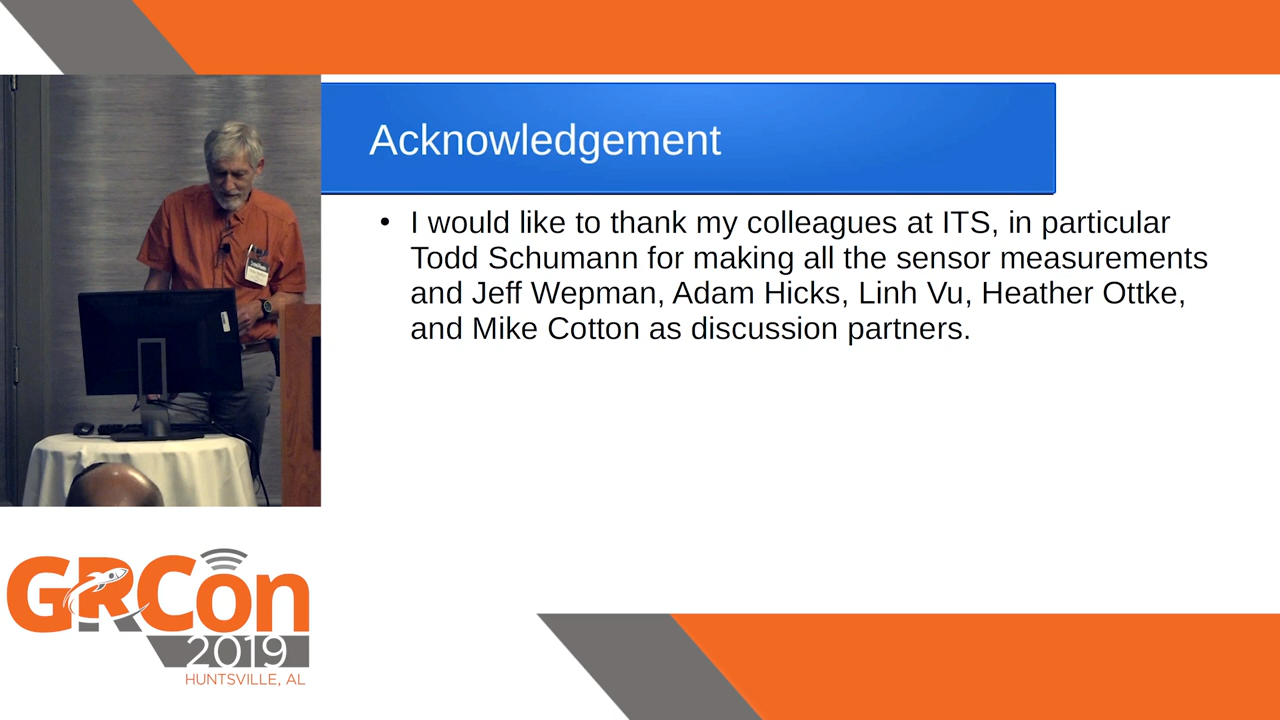 Acknowledgement
• I would like to thank my colleagues at ITS, in particular
Todd Schumann for making all the sensor measurements
and Jeff Wepman, Adam Hicks, Linh Vu, Heather Ottke,
and Mike Cotton as discussion partners.
GRCon
2019
HUNTSVILLE, AL